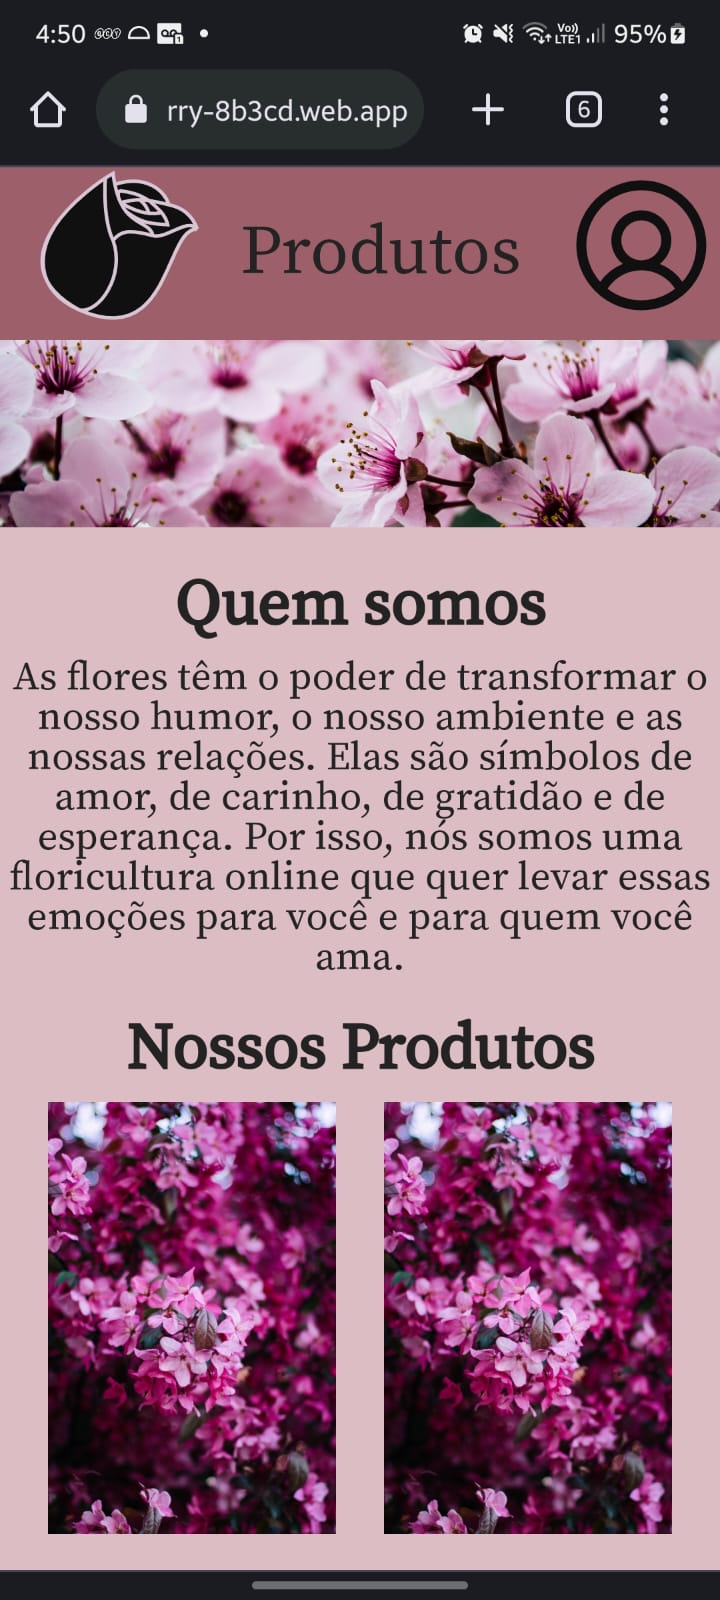 4:50
Vo))
LTE1
95%
rry-8b3cd.web.app
6
Produtos
Quem somos
As flores têm o poder de transformar o
nosso humor, o nosso ambiente e as
nossas relações. Elas são símbolos de
amor, de carinho, de gratidão e de
esperança. Por isso, nós somos uma
floricultura online que quer levar essas
emoções para você e para quem você
ama.
Nossos Produtos